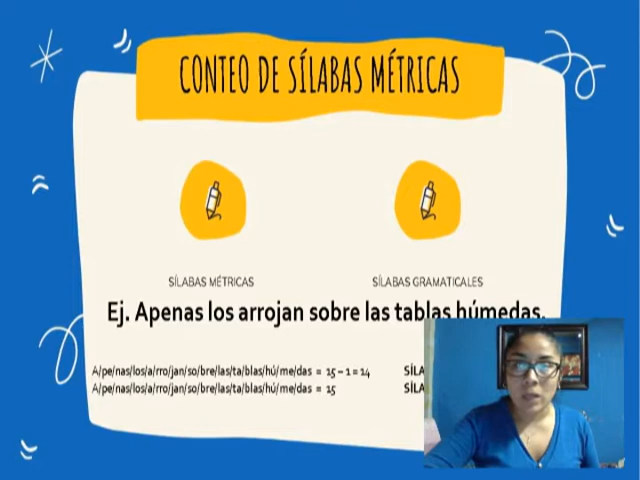 CONTEO DE SÍLABAS MÉTRICAS
SÍLABAS MÉTRICAS
SÍLABAS GRAMATICALES
Ej. Apenas los arrojan sobre las tablas húmedas.
A/pe/nas/los/a/rro/jan/so/bre/las/ta/blas/hú/me/das = 15 – 1 = 14 SÍLA
A/pe/nas/los/a/rro/jan/so/bre/las/ta/blas/hú/me/das = 15 SÍLA